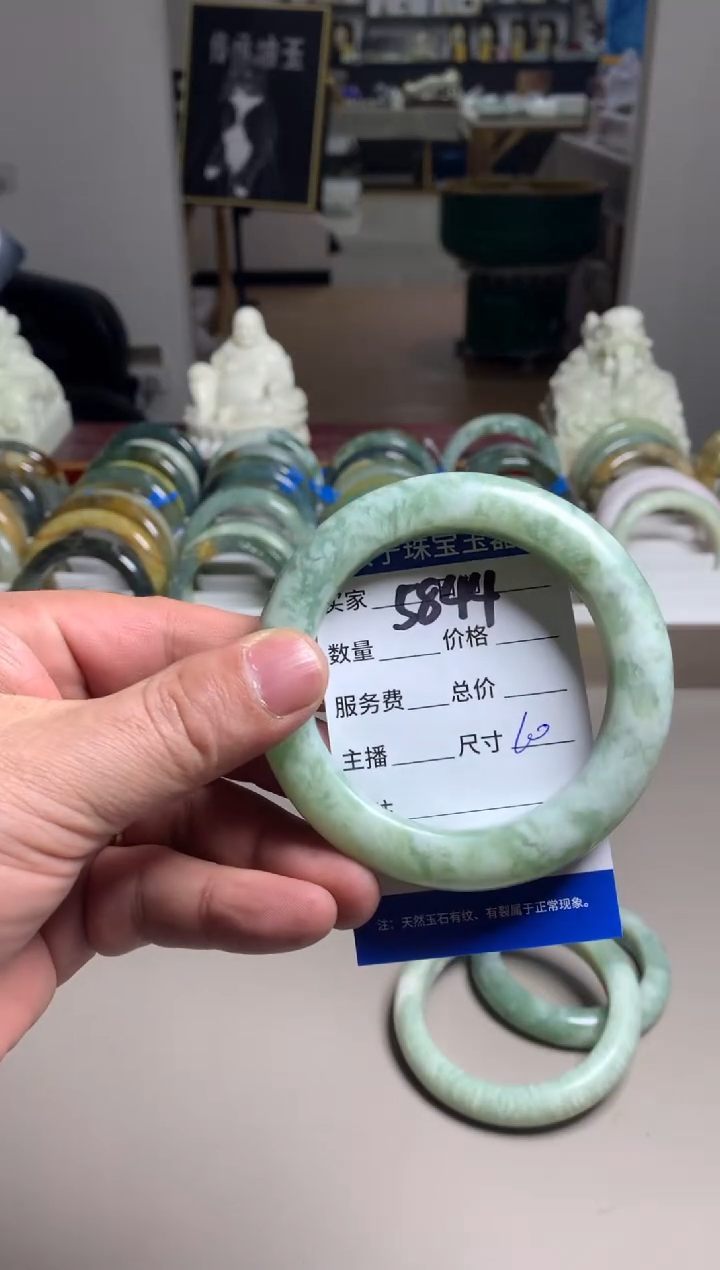 珠宝玉器
买家 5844
数量 价格
服务费 总价
主播 尺寸 60
注：天然玉石有纹、有裂属于正常现象。